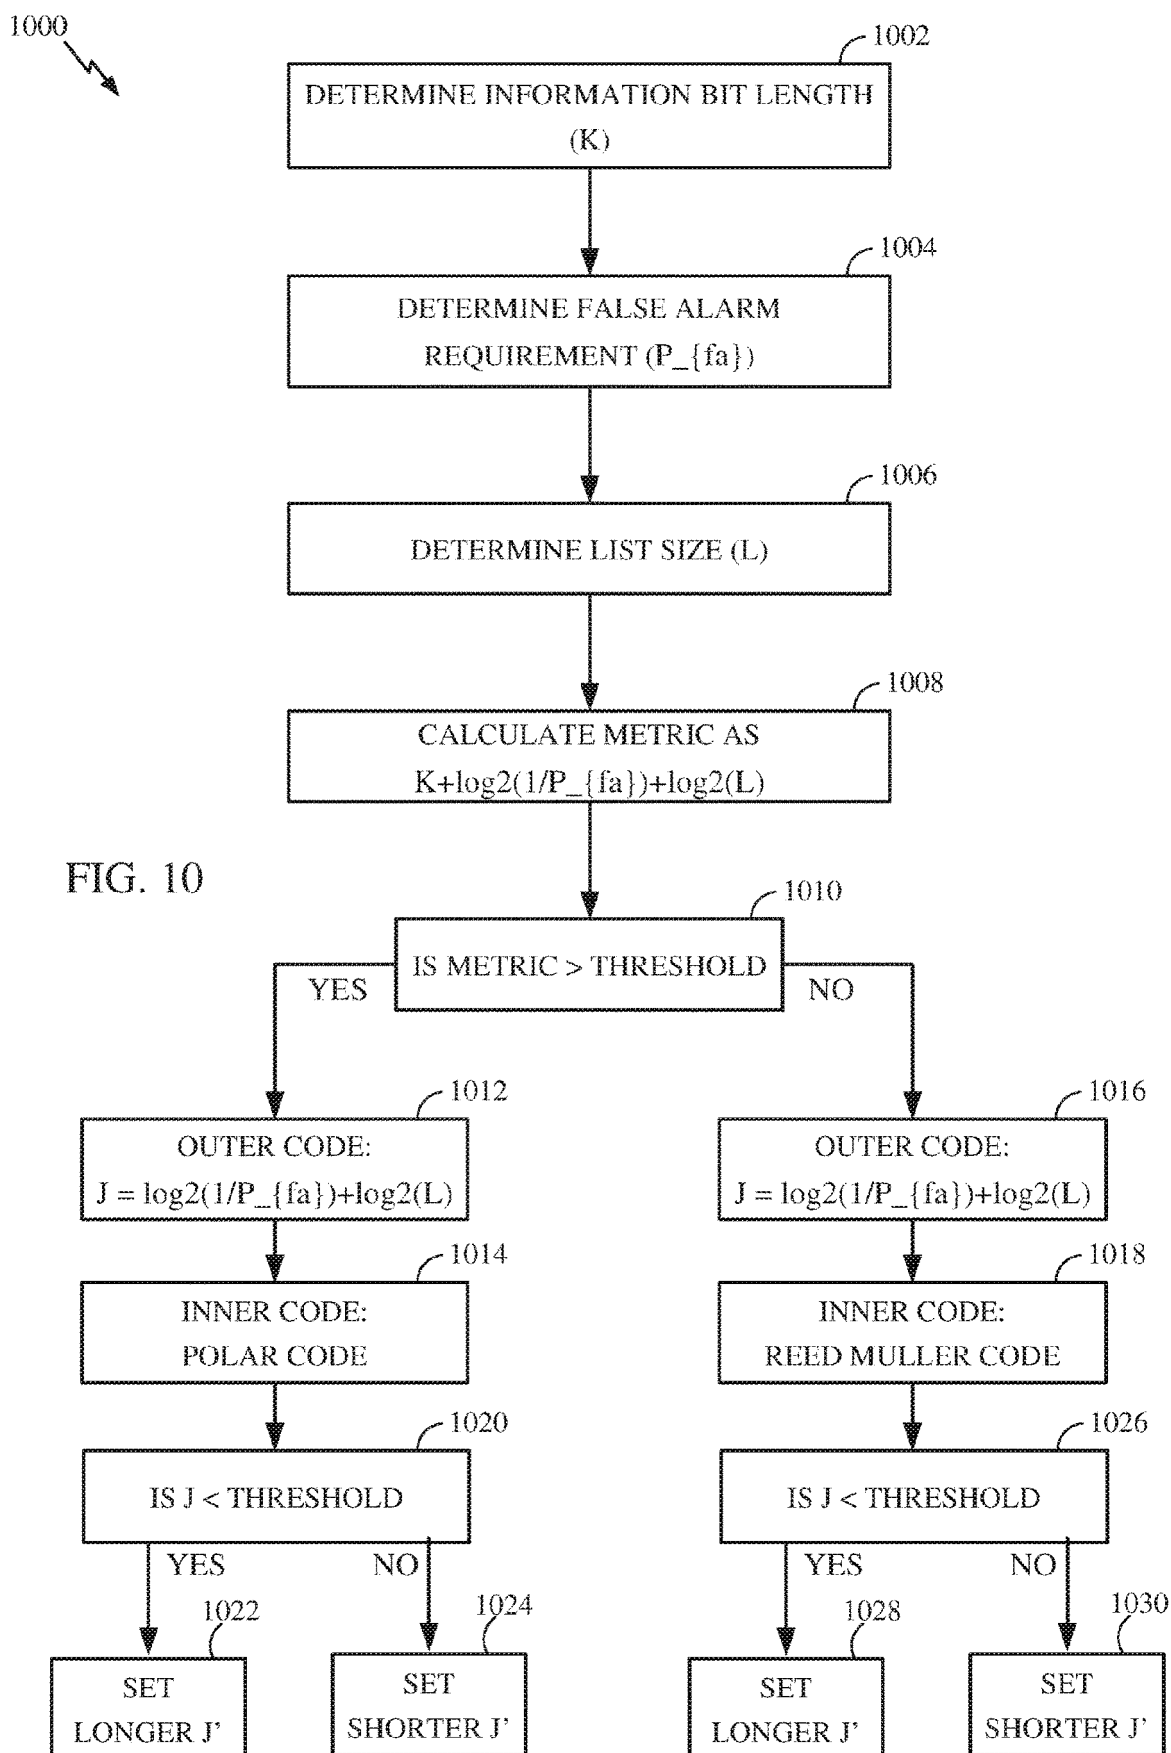 1000
1002
DETERMINE INFORMATION BIT LENGTH
(K)
1004
DETERMINE FALSE ALARM
REQUIREMENT (P_{fa})
1006
DETERMINE LIST SIZE (L)
1008
CALCULATE METRIC AS
K+log2(1/P_{fa})+log2(L)
FIG. 10
1010
IS METRIC > THRESHOLD
YES
NO
1012
OUTER CODE:
J = log2(1/P_{fa})+log2(L)
1014
INNER CODE:
POLAR CODE
1020
IS J < THRESHOLD
YES
NO
1022
SET
LONGER J'
1024
SET
SHORTER J'
1016
OUTER CODE:
J = log2(1/P_{fa})+log2(L)
1018
INNER CODE:
REED MULLER CODE
1026
IS J < THRESHOLD
YES
NO
1028
SET
LONGER J'
1030
SET
SHORTER J'